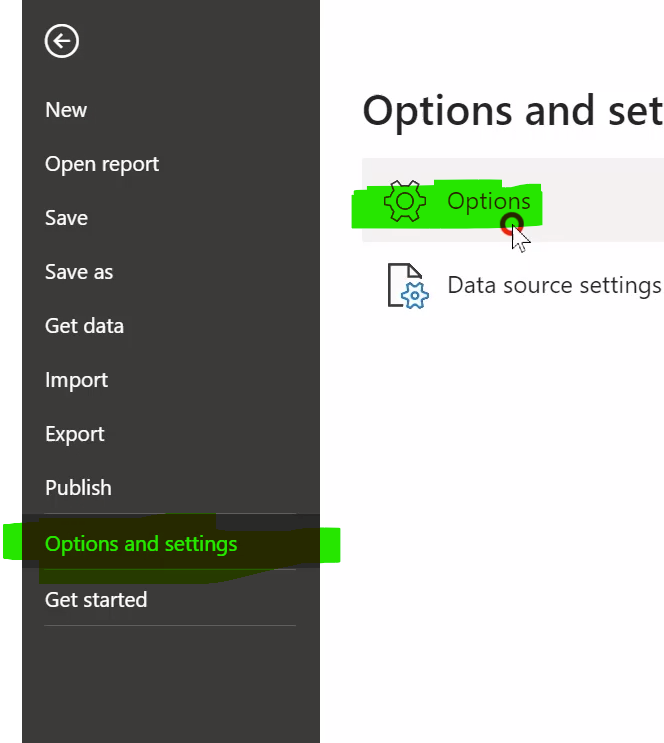 New
Open report
Save
Save as
Get data
Import
Export
Publish
Options and settings
Get started
Options and set
Options
Data source settings